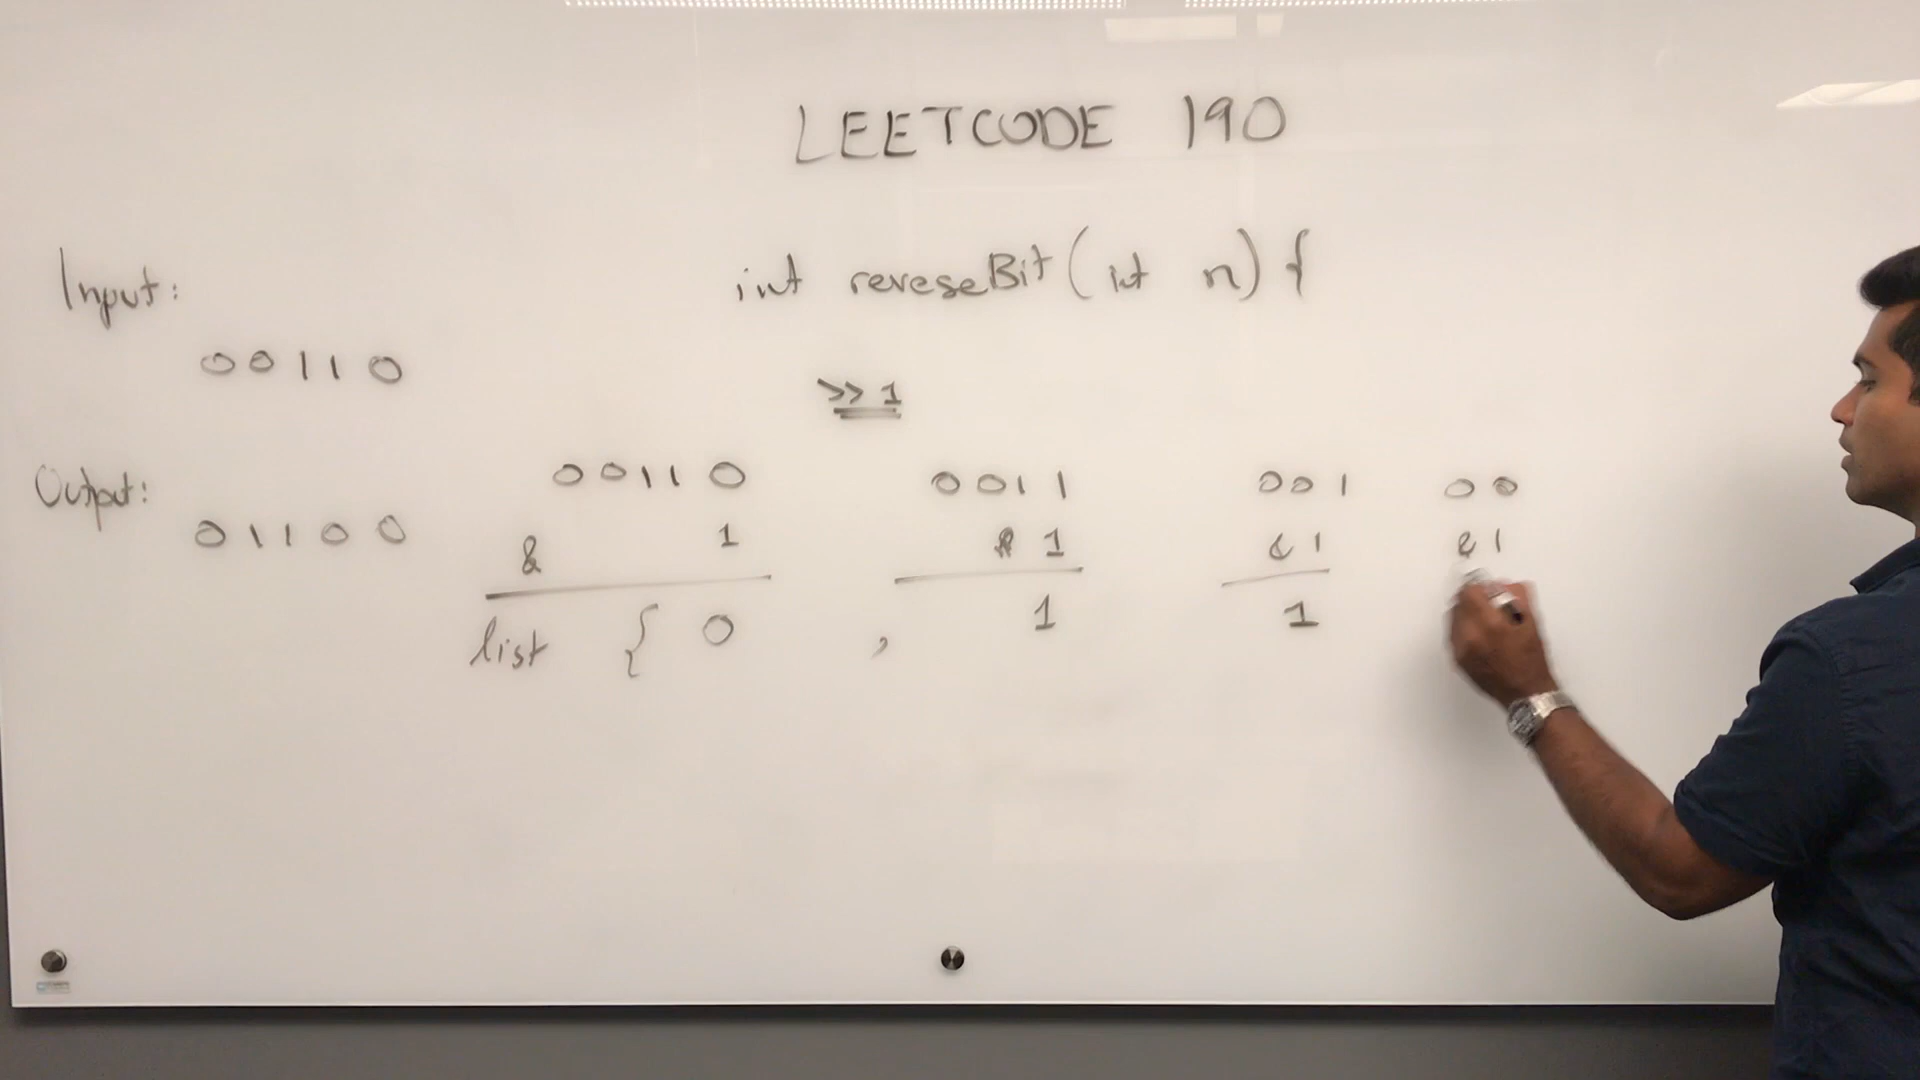 LEETCODE 190
int reveseBit(int n){
Input:
00110
>> 1
Output:
01100
00110 0011 001 00
& 1 & 1 & 1 & 1
list { 0 , 1 1